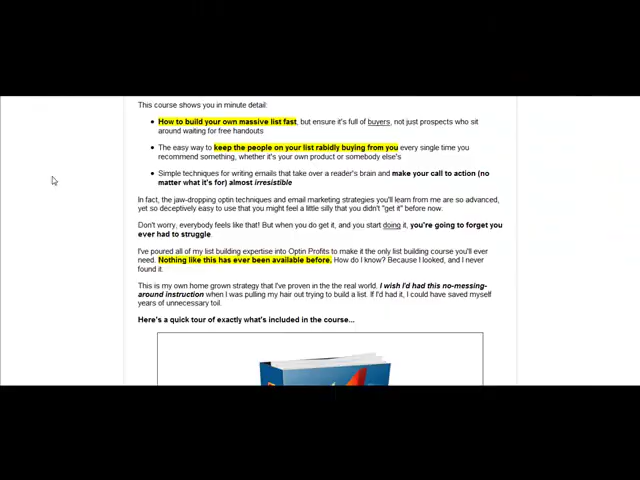 This course shows you in minute detail:
How to build your own massive list fast, but ensure it's full of buyers, not just prospects who sit
around waiting for free handouts
The easy way to keep the people on your list rabidly buying from you every single time you
recommend something, whether it's your own product or somebody else's
Simple techniques for writing emails that take over a reader's brain and make your call to action (no
matter what it's for) almost irresistible
In fact, the jaw-dropping optin techniques and email marketing strategies you'll learn from me are so advanced,
yet so deceptively easy to use that you might feel a little silly that you didn't "get it" before now.
Don't worry, everybody feels like that! But when you do get it, and you start doing it, you're going to forget you
ever had to struggle.
I've poured all of my list building expertise into Optin Profits to make it the only list building course you'll ever
need. Nothing like this has ever been available before. How do I know? Because I looked, and I never
found it.
This is my own home grown strategy that I've proven in the the real world. I wish I'd had this no-messing-
around instruction when I was pulling my hair out trying to build a list. If I'd had it, I could have saved myself
years of unnecessary toil.
Here's a quick tour of exactly what's included in the course...